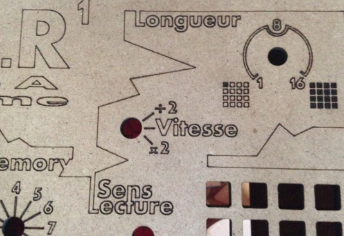 1
Longueur
.R
8
A
1 16
÷2
Vitesse
x2
emory
Sens
Lecture
4
5
6
7